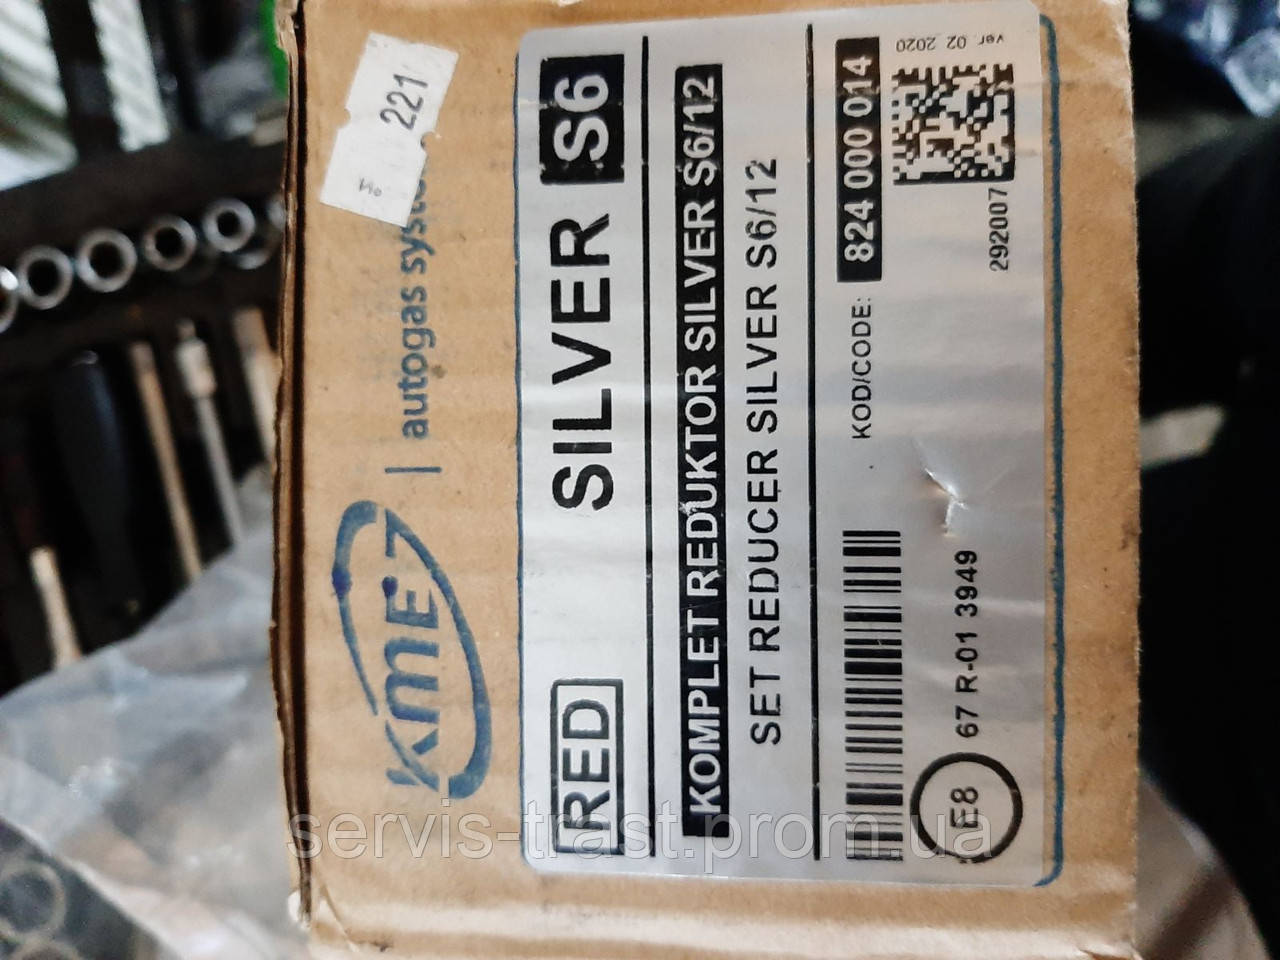 221
KME | autogas
RED SILVER S6
KOMPLET REDUKTOR SILVER S6/12
SET REDUCER SILVER S6/12
KOD/CODE: 824 000 014
ver. 02 2020
292007
E8 67 R-01 3949
servis-trast.prom.ua